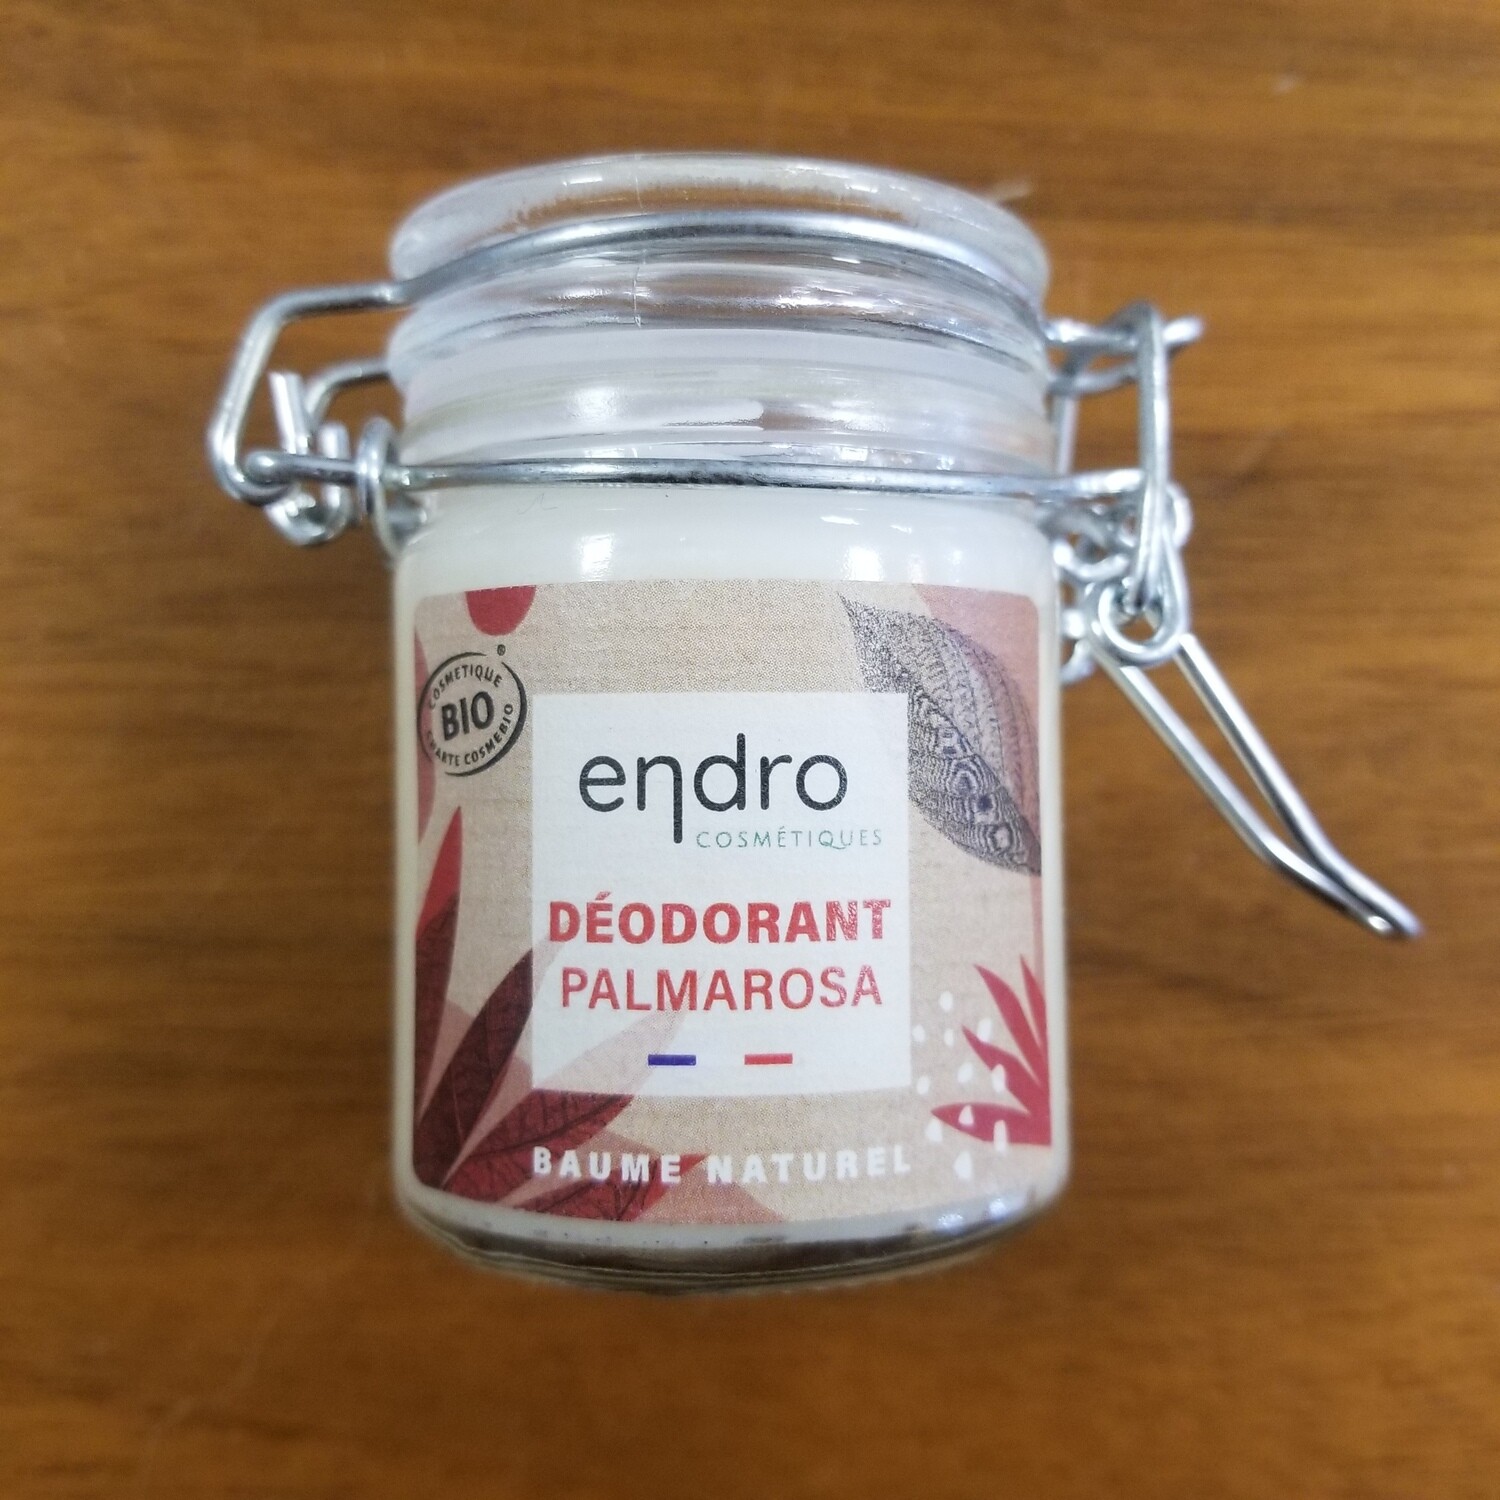 COSMETIQUE
®
BIO
CHARTE COSMEBIO
endro
COSMÉTIQUES
DÉODORANT
PALMAROSA
BAUME NATUREL